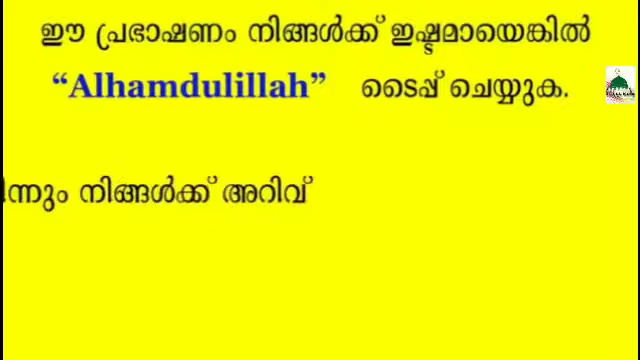 ഈ പ്രഭാഷണം നിങ്ങൾക്ക് ഇഷ്ടമായെങ്കിൽ
“Alhamdulillah” ടൈപ്പ് ചെയ്യുക.
ിന്നും നിങ്ങൾക്ക് അറിവ്